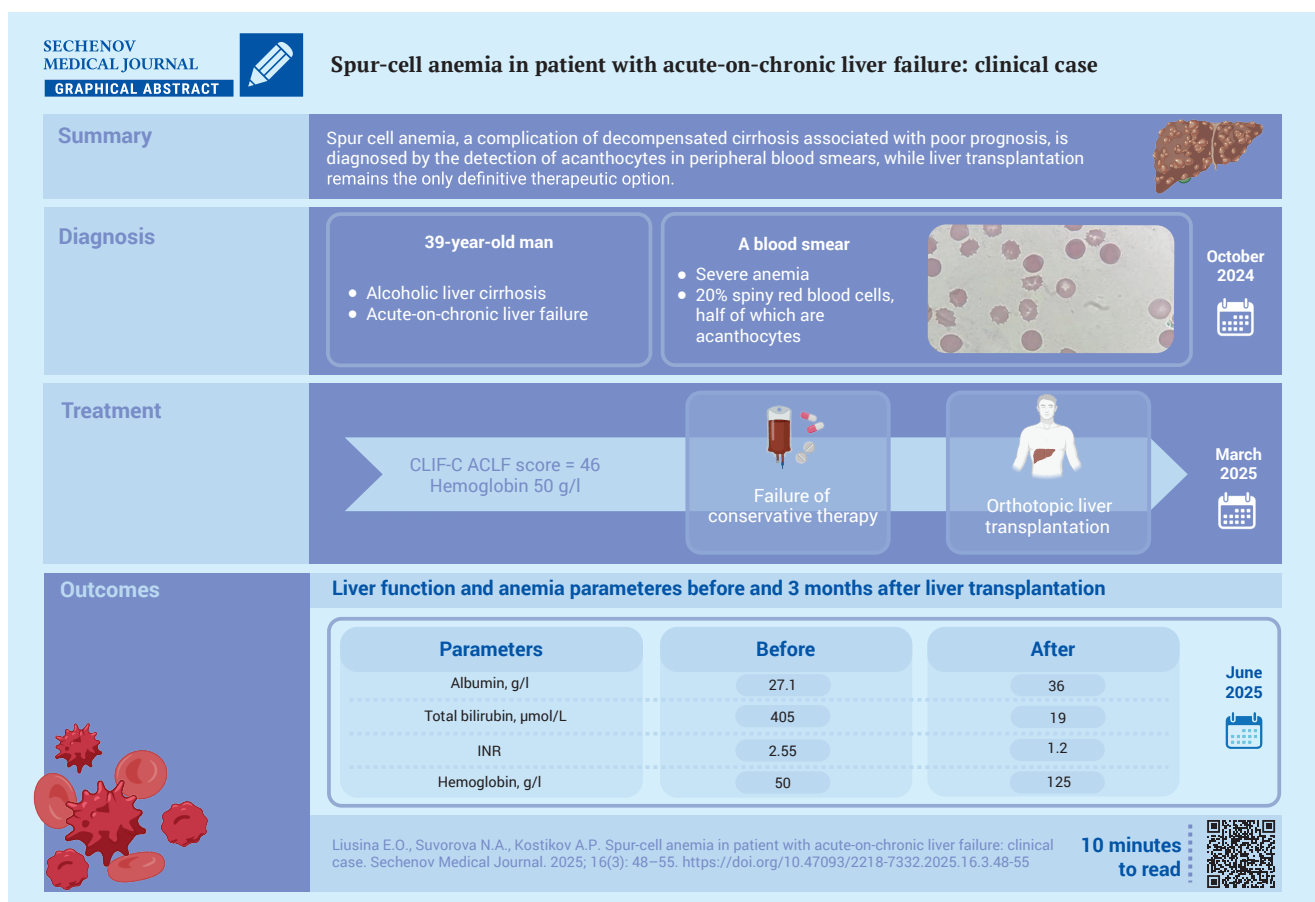 SECHENOV
MEDICAL JOURNAL
GRAPHICAL ABSTRACT
Spur-cell anemia in patient with acute-on-chronic liver failure: clinical case
Summary
Spur cell anemia, a complication of decompensated cirrhosis associated with poor prognosis, is
diagnosed by the detection of acanthocytes in peripheral blood smears, while liver transplantation
remains the only definitive therapeutic option.
Diagnosis
39-year-old man
● Alcoholic liver cirrhosis
● Acute-on-chronic liver failure
A blood smear
● Severe anemia
● 20% spiny red blood cells,
half of which are
acanthocytes
October
2024
Treatment
CLIF-C ACLF score = 46
Hemoglobin 50 g/l
Failure of
conservative therapy
Orthotopic liver
transplantation
March
2025
Outcomes
Liver function and anemia parameteres before and 3 months after liver transplantation
Parameters Before After
Albumin, g/l 27.1 36
Total bilirubin, μmol/L 405 19
INR 2.55 1.2
Hemoglobin, g/l 50 125
June
2025
Liusina E.O., Suvorova N.A., Kostikov A.P. Spur-cell anemia in patient with acute-on-chronic liver failure: clinical
case. Sechenov Medical Journal. 2025; 16(3): 48–55. https://doi.org/10.47093/2218-7332.2025.16.3.48-55
10 minutes
to read